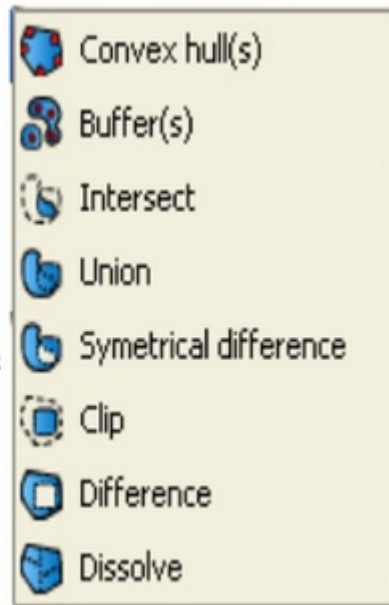 Convex hull(s)
Buffer(s)
Intersect
Union
Symetrical difference
Clip
Difference
Dissolve